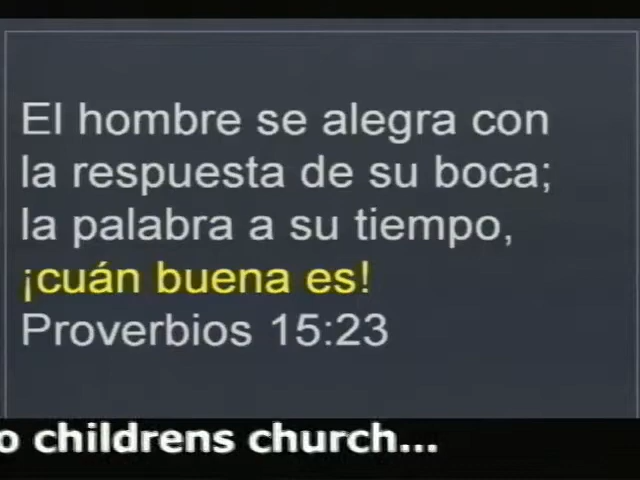 El hombre se alegra con
la respuesta de su boca;
la palabra a su tiempo,
¡cuán buena es!
Proverbios 15:23
o childrens church...